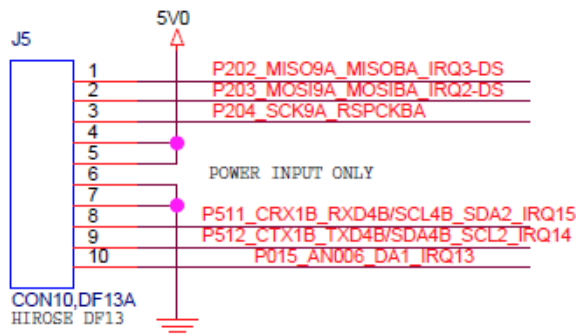 5V0
J5
1 P202_MISO9A_MISOBA_IRQ3-DS
2 P203_MOSI9A_MOSIBA_IRQ2-DS
3 P204_SCK9A_RSPCKBA
4
5
6 POWER INPUT ONLY
7
8 P511_CRX1B_RXD4B/SCL4B_SDA2_IRQ15
9 P512_CTX1B_TXD4B/SDA4B_SCL2_IRQ14
10 P015_AN006_DA1_IRQ13
CON10,DF13A
HIROSE DF13